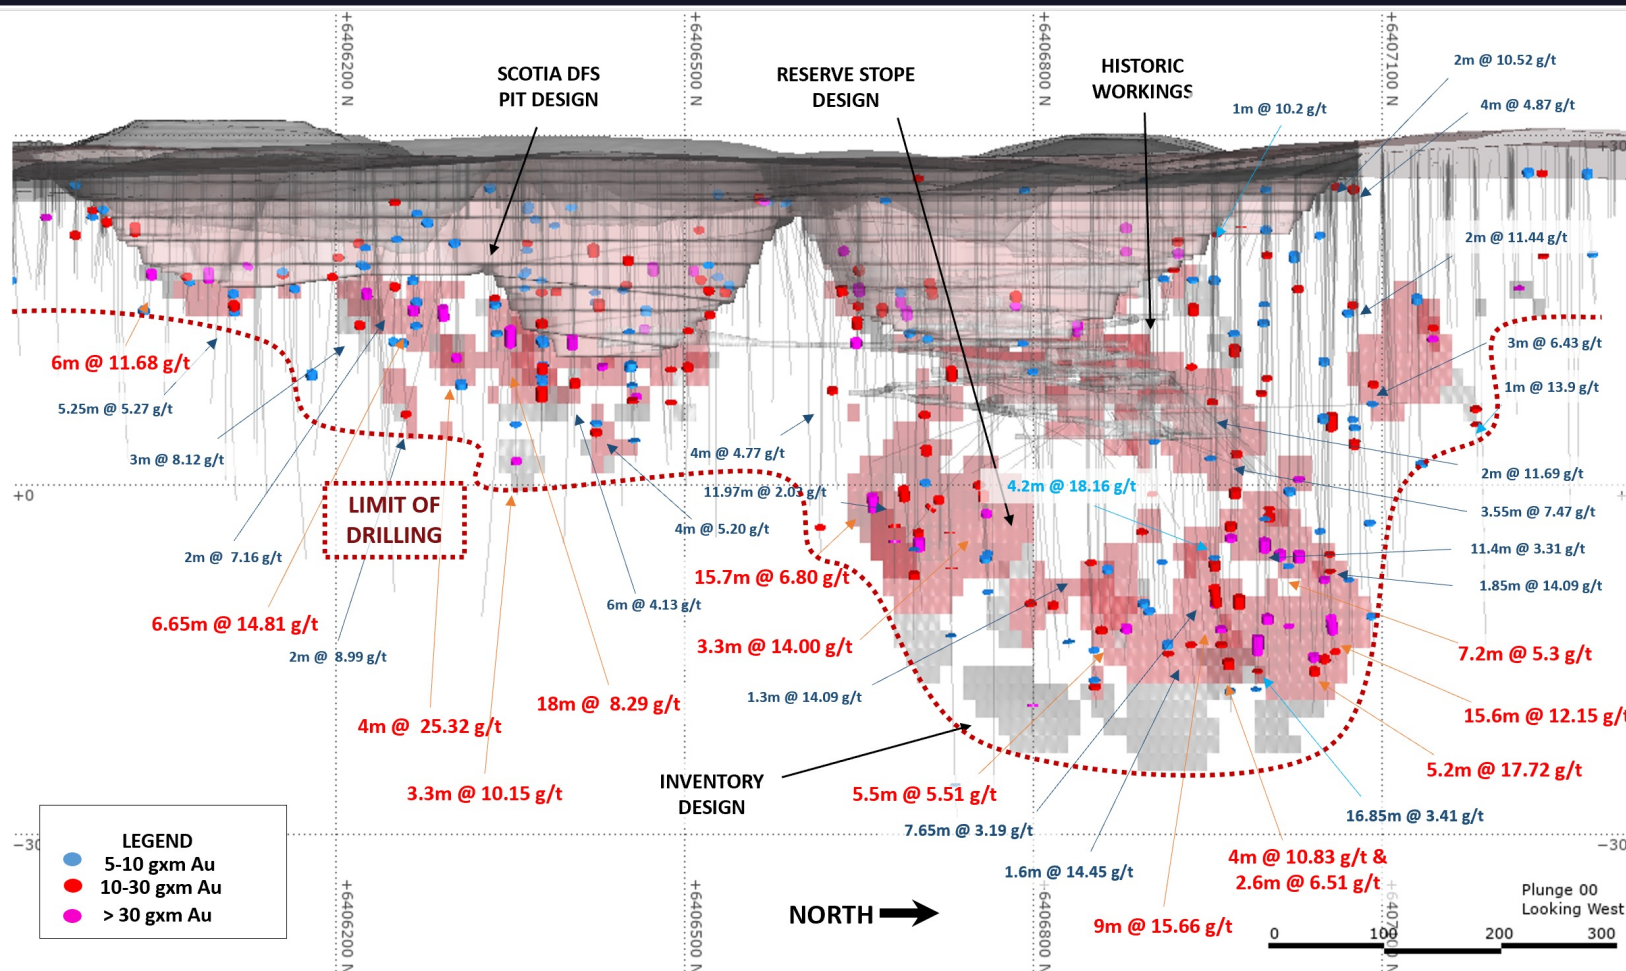 +6406200 N
+6406500 N
+6406800 N
+6407100 N
SCOTIA DFS
PIT DESIGN
RESERVE STOPE
DESIGN
HISTORIC
WORKINGS
2m @ 10.52 g/t
1m @ 10.2 g/t
4m @ 4.87 g/t
+30
2m @ 11.44 g/t
6m @ 11.68 g/t
3m @ 6.43 g/t
5.25m @ 5.27 g/t
1m @ 13.9 g/t
3m @ 8.12 g/t
4m @ 4.77 g/t
2m @ 11.69 g/t
+0
11.97m @ 2.03 g/t
4.2m @ 18.16 g/t
LIMIT OF
DRILLING
3.55m @ 7.47 g/t
4m @ 5.20 g/t
2m @ 7.16 g/t
11.4m @ 3.31 g/t
15.7m @ 6.80 g/t
1.85m @ 14.09 g/t
6m @ 4.13 g/t
6.65m @ 14.81 g/t
3.3m @ 14.00 g/t
2m @ 8.99 g/t
7.2m @ 5.3 g/t
1.3m @ 14.09 g/t
18m @ 8.29 g/t
4m @ 25.32 g/t
15.6m @ 12.15 g/t
5.2m @ 17.72 g/t
INVENTORY
DESIGN
3.3m @ 10.15 g/t
5.5m @ 5.51 g/t
16.85m @ 3.41 g/t
7.65m @ 3.19 g/t
−30
−30
LEGEND
5-10 gxm Au
10-30 gxm Au
> 30 gxm Au
1.6m @ 14.45 g/t
4m @ 10.83 g/t &
2.6m @ 6.51 g/t
+6406200 N
+6406500 N
+6406800 N
NORTH
9m @ 15.66 g/t
Plunge 00
Looking West
0 100 200 300